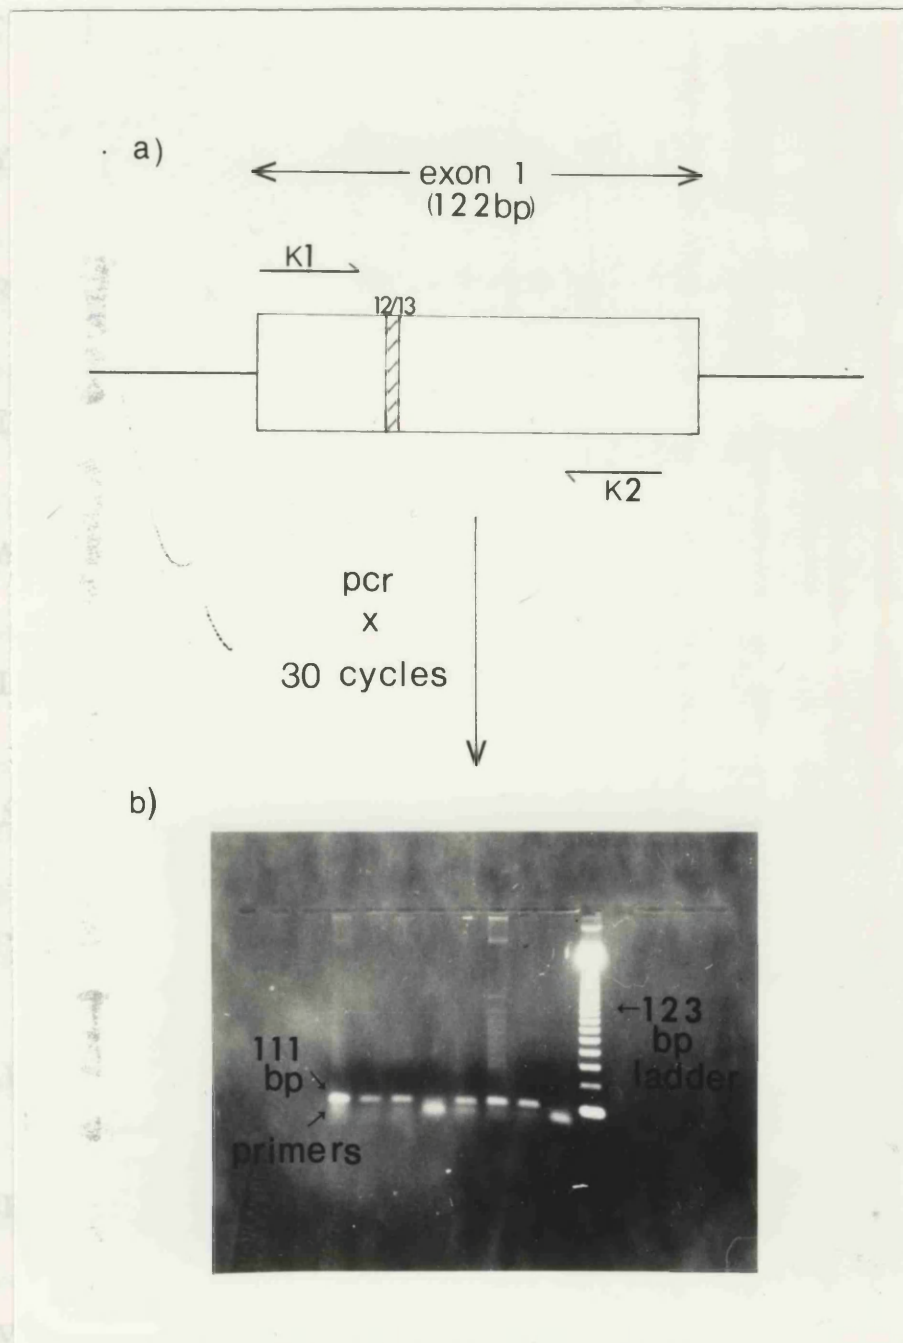 a)
exon 1
(122bp)
K1
12/13
K2
pcr
x
30 cycles
b)
←123
bp
ladder
111
bp
primers